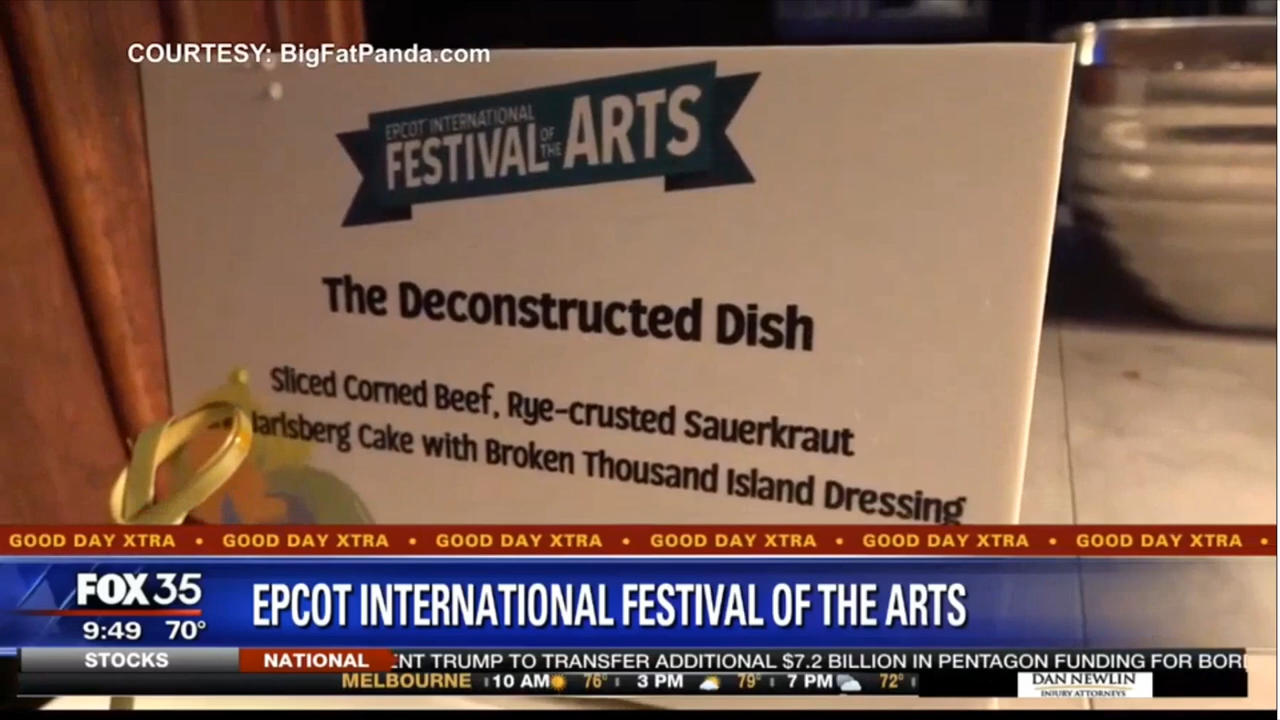 COURTESY: BigFatPanda.com
EPCOT INTERNATIONAL
FESTIVAL OF THE ARTS
The Deconstructed Dish
Sliced Corned Beef, Rye-crusted Sauerkraut
arlsberg Cake with Broken Thousand Island Dressing
GOOD DAY XTRA • GOOD DAY XTRA • GOOD DAY XTRA • GOOD DAY XTRA • GOOD DAY XTRA • GOOD DAY XTRA •
FOX 35
EPCOT INTERNATIONAL FESTIVAL OF THE ARTS
9:49 70°
STOCKS NATIONAL ENT TRUMP TO TRANSFER ADDITIONAL $7.2 BILLION IN PENTAGON FUNDING FOR BOR
MELBOURNE 10 AM 76° 3 PM 79° 7 PM 72°
DAN NEWLIN
INJURY ATTORNEYS